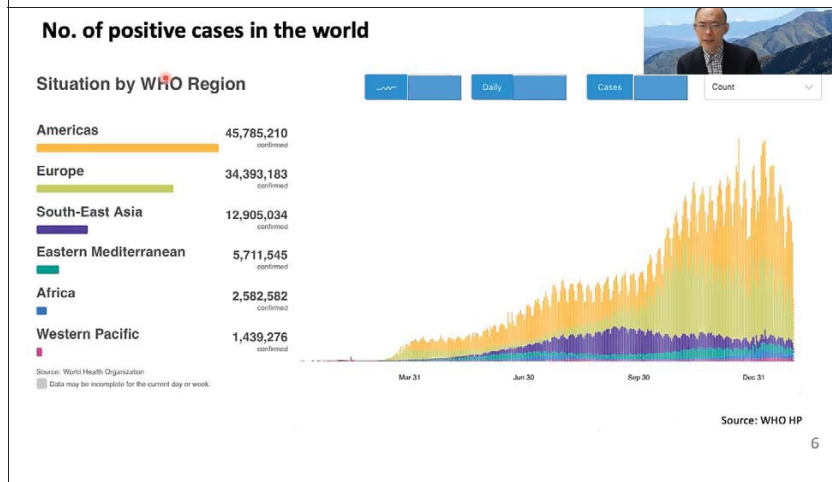 No. of positive cases in the world
Situation by WHO Region
Daily
Cases
Count
Americas
45,785,210
confirmed
Europe
34,393,183
confirmed
South-East Asia
12,905,034
confirmed
Eastern Mediterranean
5,711,545
confirmed
Africa
2,582,582
confirmed
Western Pacific
1,439,276
confirmed
Source: World Health Organization
Data may be incomplete for the current day or week.
Mar 31
Jun 30
Sep 30
Dec 31
Source: WHO HP
6